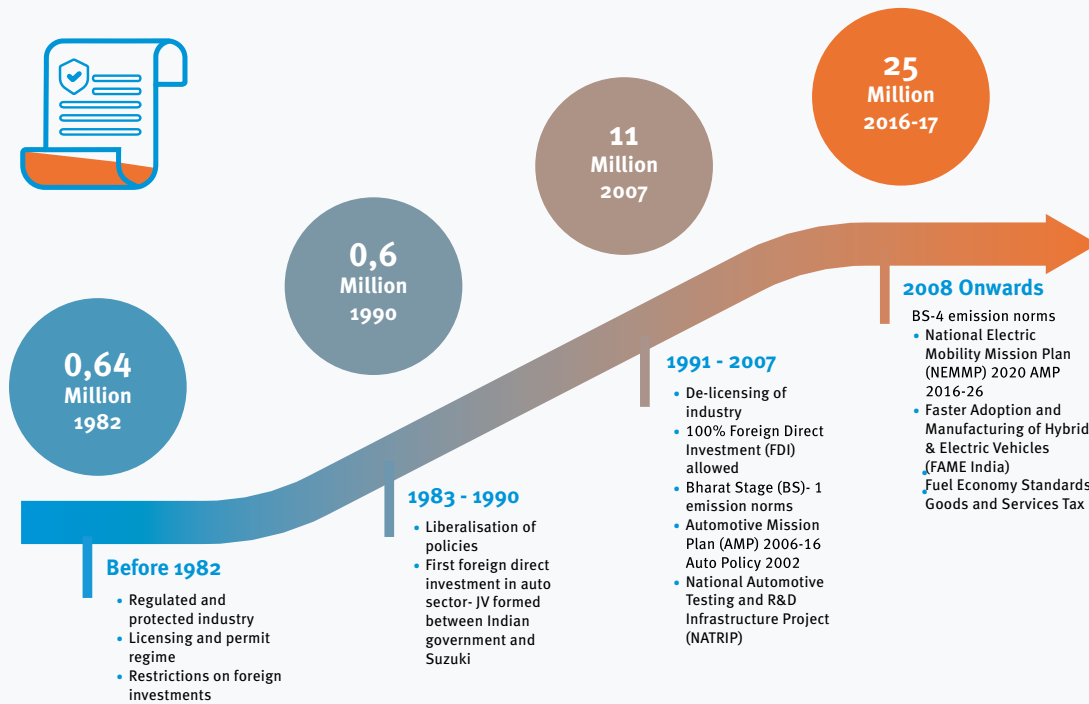 25
Million
2016-17
11
Million
2007
0,6
Million
1990
0,64
Million
1982
Before 1982
• Regulated and
protected industry
• Licensing and permit
regime
• Restrictions on foreign
investments
1983 - 1990
• Liberalisation of
policies
• First foreign direct
investment in auto
sector- JV formed
between Indian
government and
Suzuki
1991 - 2007
• De-licensing of
industry
• 100% Foreign Direct
Investment (FDI)
allowed
• Bharat Stage (BS)- 1
emission norms
• Automotive Mission
Plan (AMP) 2006-16
Auto Policy 2002
• National Automotive
Testing and R&D
Infrastructure Project
(NATRIP)
2008 Onwards
BS-4 emission norms
• National Electric
Mobility Mission Plan
(NEMMP) 2020 AMP
2016-26
• Faster Adoption and
Manufacturing of Hybrid
& Electric Vehicles
(FAME India)
• Fuel Economy Standards
• Goods and Services Tax